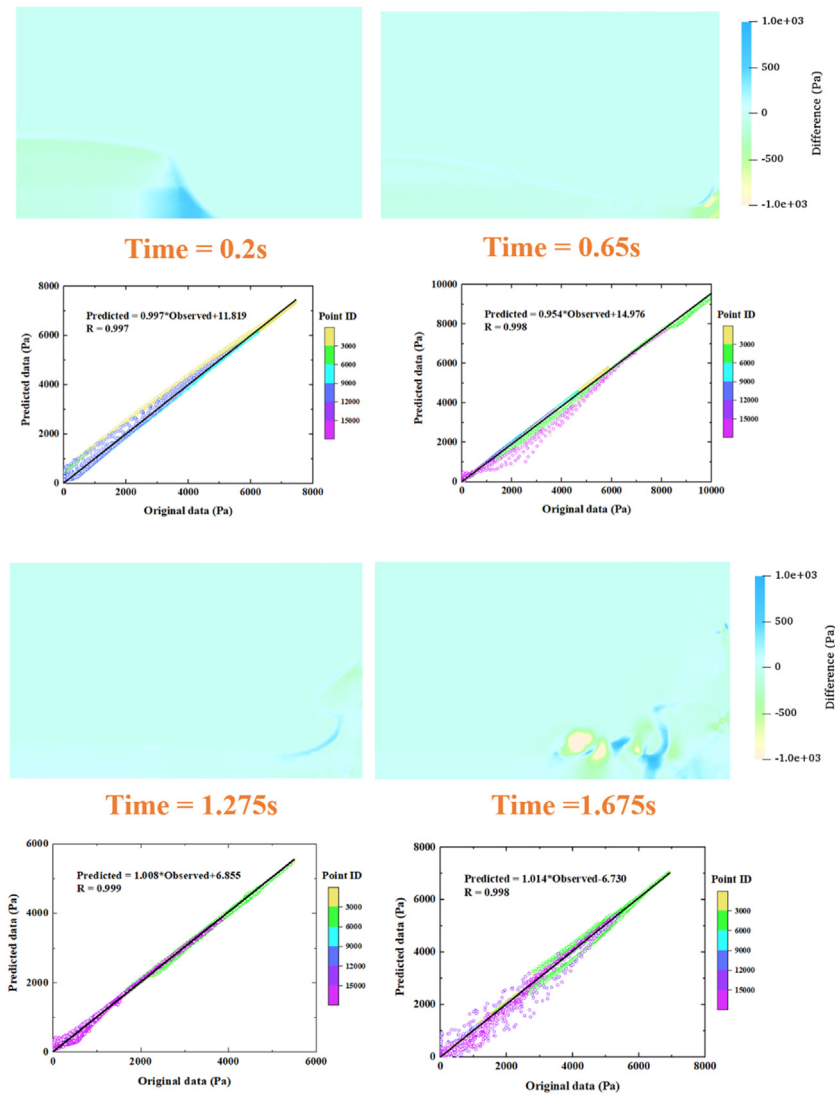 1.0e+03
500
0
-500
-1.0e+03
Difference (Pa)
Time = 0.2s
Time = 0.65s
8000
6000
4000
2000
0
Predicted data (Pa)
Predicted = 0.997*Observed+11.819
R = 0.997
Point ID
3000
6000
9000
12000
15000
0
2000
4000
6000
8000
Original data (Pa)
10000
8000
6000
4000
2000
0
Predicted data (Pa)
Predicted = 0.954*Observed+14.976
R = 0.998
Point ID
3000
6000
9000
12000
15000
0
2000
4000
6000
8000
10000
Original data (Pa)
1.0e+03
500
0
-500
-1.0e+03
Difference (Pa)
Time = 1.275s
Time =1.675s
6000
4000
2000
0
Predicted data (Pa)
Predicted = 1.008*Observed+6.855
R = 0.999
Point ID
3000
6000
9000
12000
15000
0
2000
4000
6000
Original data (Pa)
8000
6000
4000
2000
0
Predicted data (Pa)
Predicted = 1.014*Observed-6.730
R = 0.998
Point ID
3000
6000
9000
12000
15000
0
2000
4000
6000
8000
Original data (Pa)